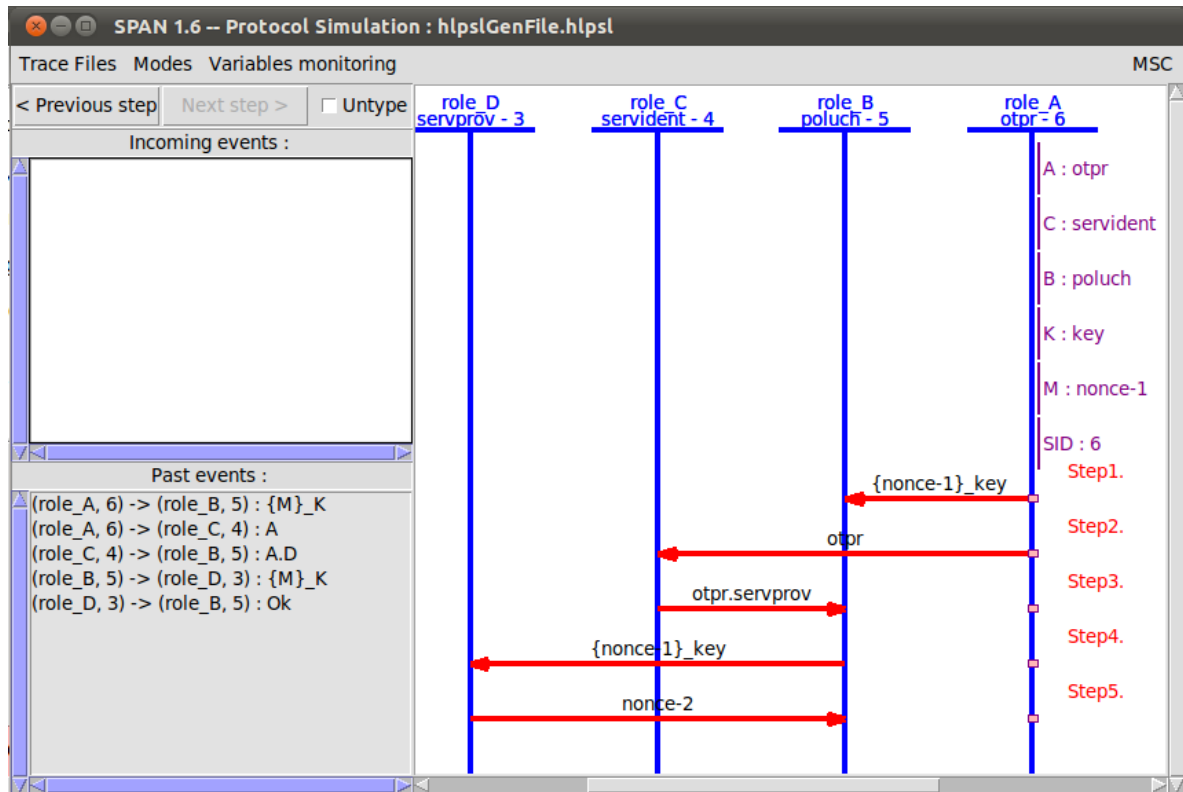 SPAN 1.6 -- Protocol Simulation : hlpslGenFile.hlpsl
Trace Files Modes Variables monitoring MSC
< Previous step Next step > Untype
Incoming events :
Past events :
(role_A, 6) -> (role_B, 5) : {M}_K
(role_A, 6) -> (role_C, 4) : A
(role_C, 4) -> (role_B, 5) : A.D
(role_B, 5) -> (role_D, 3) : {M}_K
(role_D, 3) -> (role_B, 5) : Ok
role_D role_C role_B role_A
servprov - 3 servident - 4 poluch - 5 otpr - 6
A : otpr
C : servident
B : poluch
K : key
M : nonce-1
SID : 6
Step1.
{nonce-1}_key
Step2.
otpr
Step3.
otpr.servprov
Step4.
{nonce-1}_key
Step5.
nonce-2